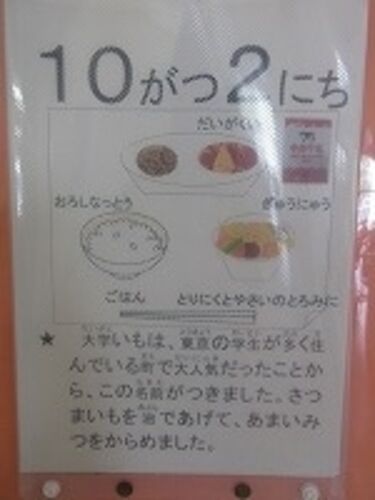 10がつ2にち
だいがくい
おろしなっとう
ぎゅうにゅう
ごはん
とりにくとやさいのとろみに
★ 大学いもは、東京の学生が多く住
んでいる町で大人気だったことか
ら、この名前がつきました。さつ
まいもを油であげて、あまいみ
つをからめました。